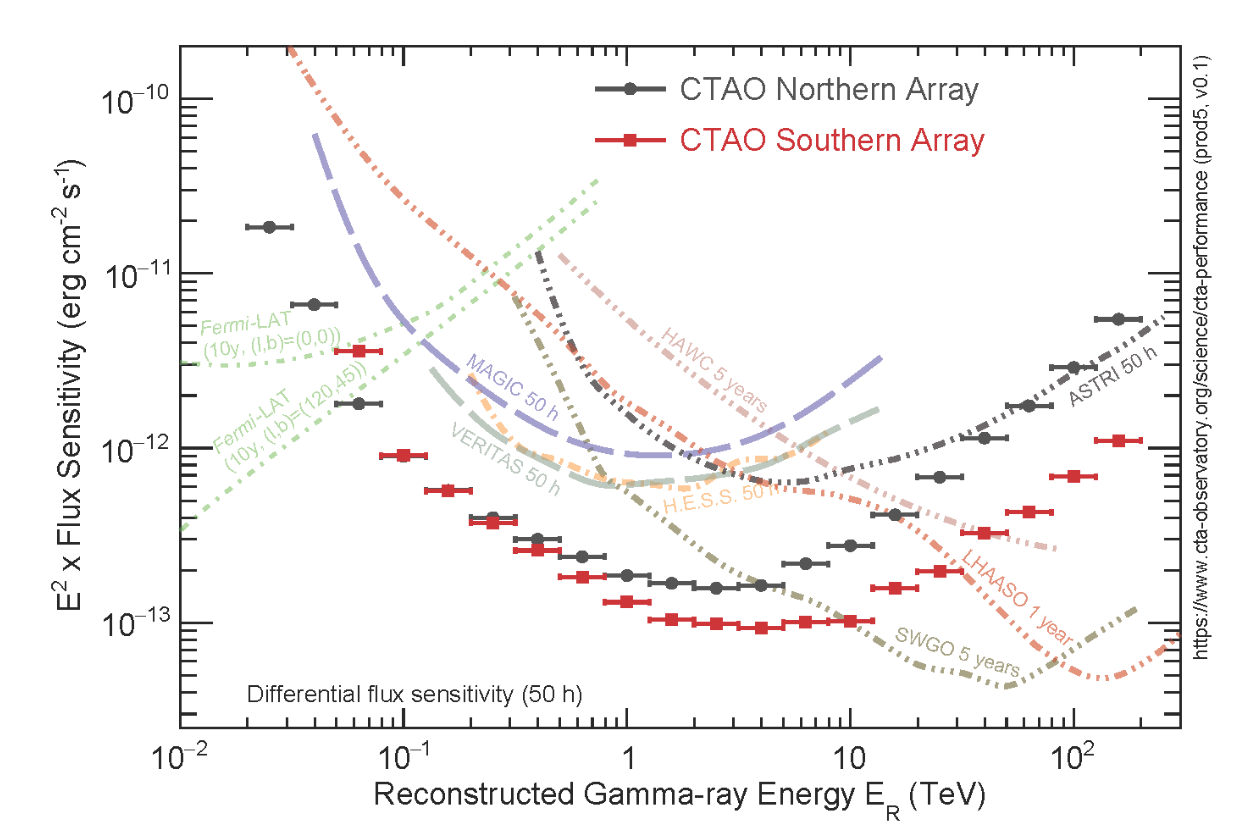 CTAO Northern Array
CTAO Southern Array
E² x Flux Sensitivity (erg cm⁻² s⁻¹)
10⁻¹⁰
10⁻¹¹
10⁻¹²
10⁻¹³
Fermi-LAT
(10y, (l,b)=(0,0))
Fermi-LAT
(10y, (l,b)=(120,45))
MAGIC 50 h
VERITAS 50 h
H.E.S.S. 50 h
HAWC 5 years
ASTRI 50 h
LHAASO 1 year
SWGO 5 years
Differential flux sensitivity (50 h)
10⁻²
10⁻¹
1
10
10²
Reconstructed Gamma-ray Energy E_R (TeV)
https://www.cta-observatory.org/science/cta-performance (prod5, v0.1)